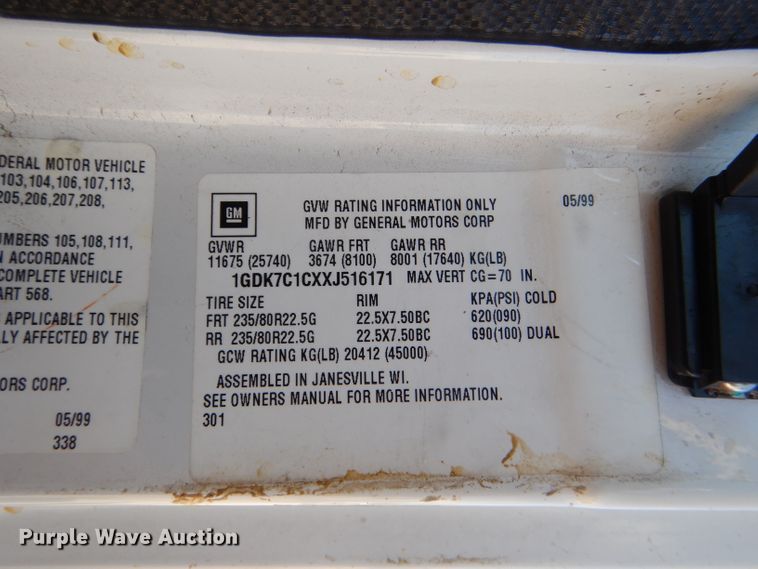 DERAL MOTOR VEHICLE
103, 104, 106, 107, 113,
205, 206, 207, 208,
UMBERS 105, 108, 111,
N ACCORDANCE
COMPLETE VEHICLE
ART 568.
APPLICABLE TO THIS
LLY AFFECTED BY THE
ORS CORP.
05/99
338
GM
GVW RATING INFORMATION ONLY 05/99
MFD BY GENERAL MOTORS CORP
GVWR GAWR FRT GAWR RR
11675 (25740) 3674 (8100) 8001 (17640) KG(LB)
1GDK7C1CXXJ516171 MAX VERT CG=70 IN.
TIRE SIZE RIM KPA(PSI) COLD
FRT 235/80R22.5G 22.5X7.50BC 620(090)
RR 235/80R22.5G 22.5X7.50BC 690(100) DUAL
GCW RATING KG(LB) 20412 (45000)
ASSEMBLED IN JANESVILLE WI.
SEE OWNERS MANUAL FOR MORE INFORMATION.
301
Purple Wave Auction